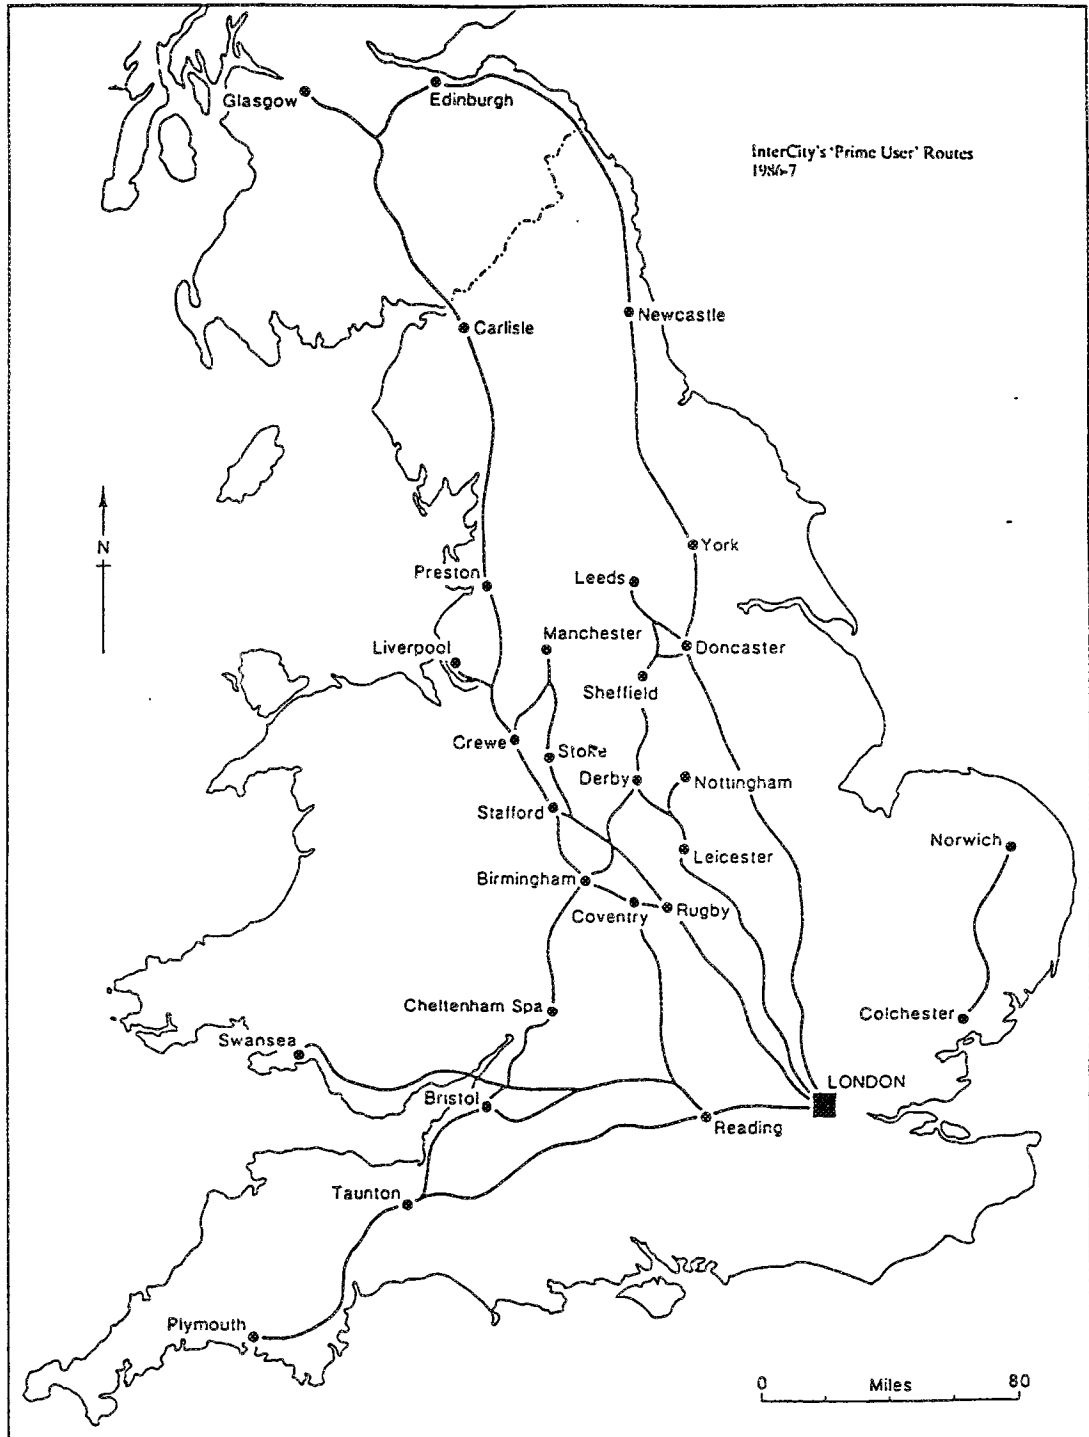 Glasgow
Edinburgh
InterCity's 'Prime User' Routes
1986-7
Newcastle
Carlisle
N
York
Preston
Leeds
Manchester
Liverpool
Doncaster
Sheffield
Crewe
Stoke
Derby
Nottingham
Stafford
Norwich
Leicester
Birmingham
Coventry
Rugby
Cheltenham Spa
Colchester
Swansea
LONDON
Bristol
Reading
Taunton
Plymouth
0 Miles 80